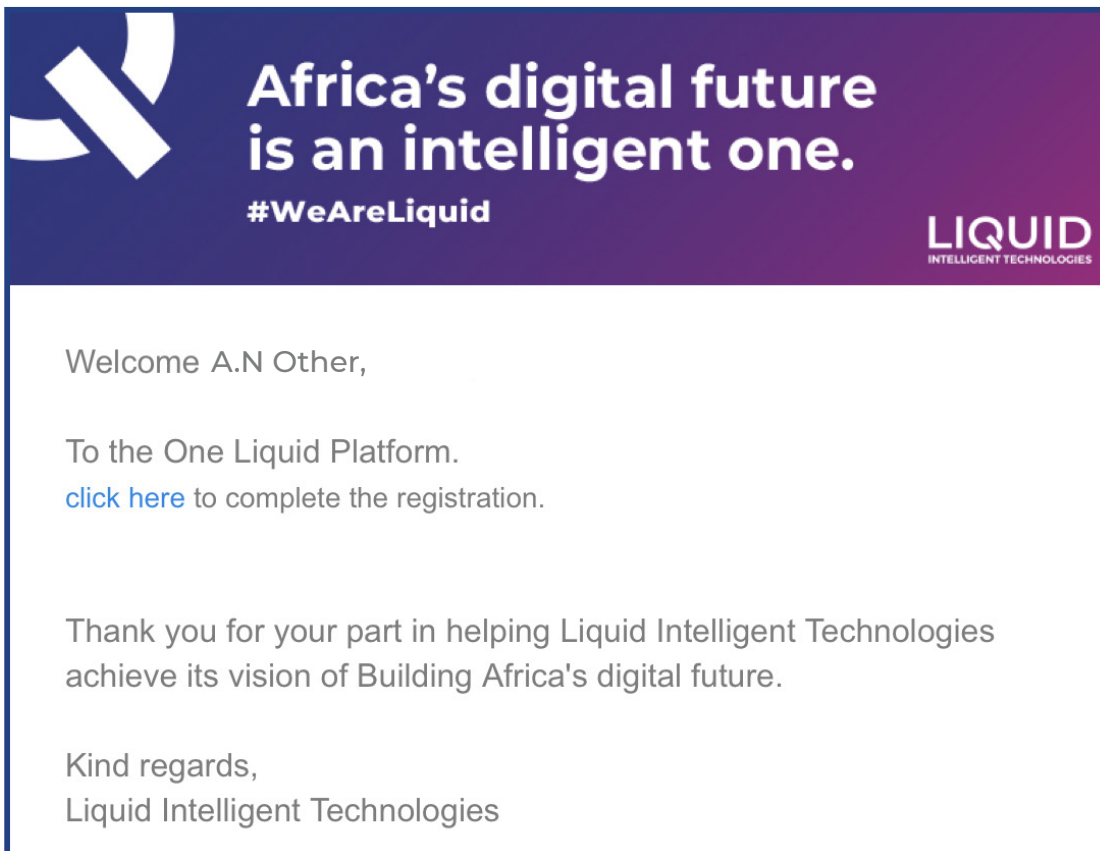 Africa’s digital future
is an intelligent one.
#WeAreLiquid
LIQUID
INTELLIGENT TECHNOLOGIES
Welcome A.N Other,
To the One Liquid Platform.
click here to complete the registration.
Thank you for your part in helping Liquid Intelligent Technologies
achieve its vision of Building Africa's digital future.
Kind regards,
Liquid Intelligent Technologies